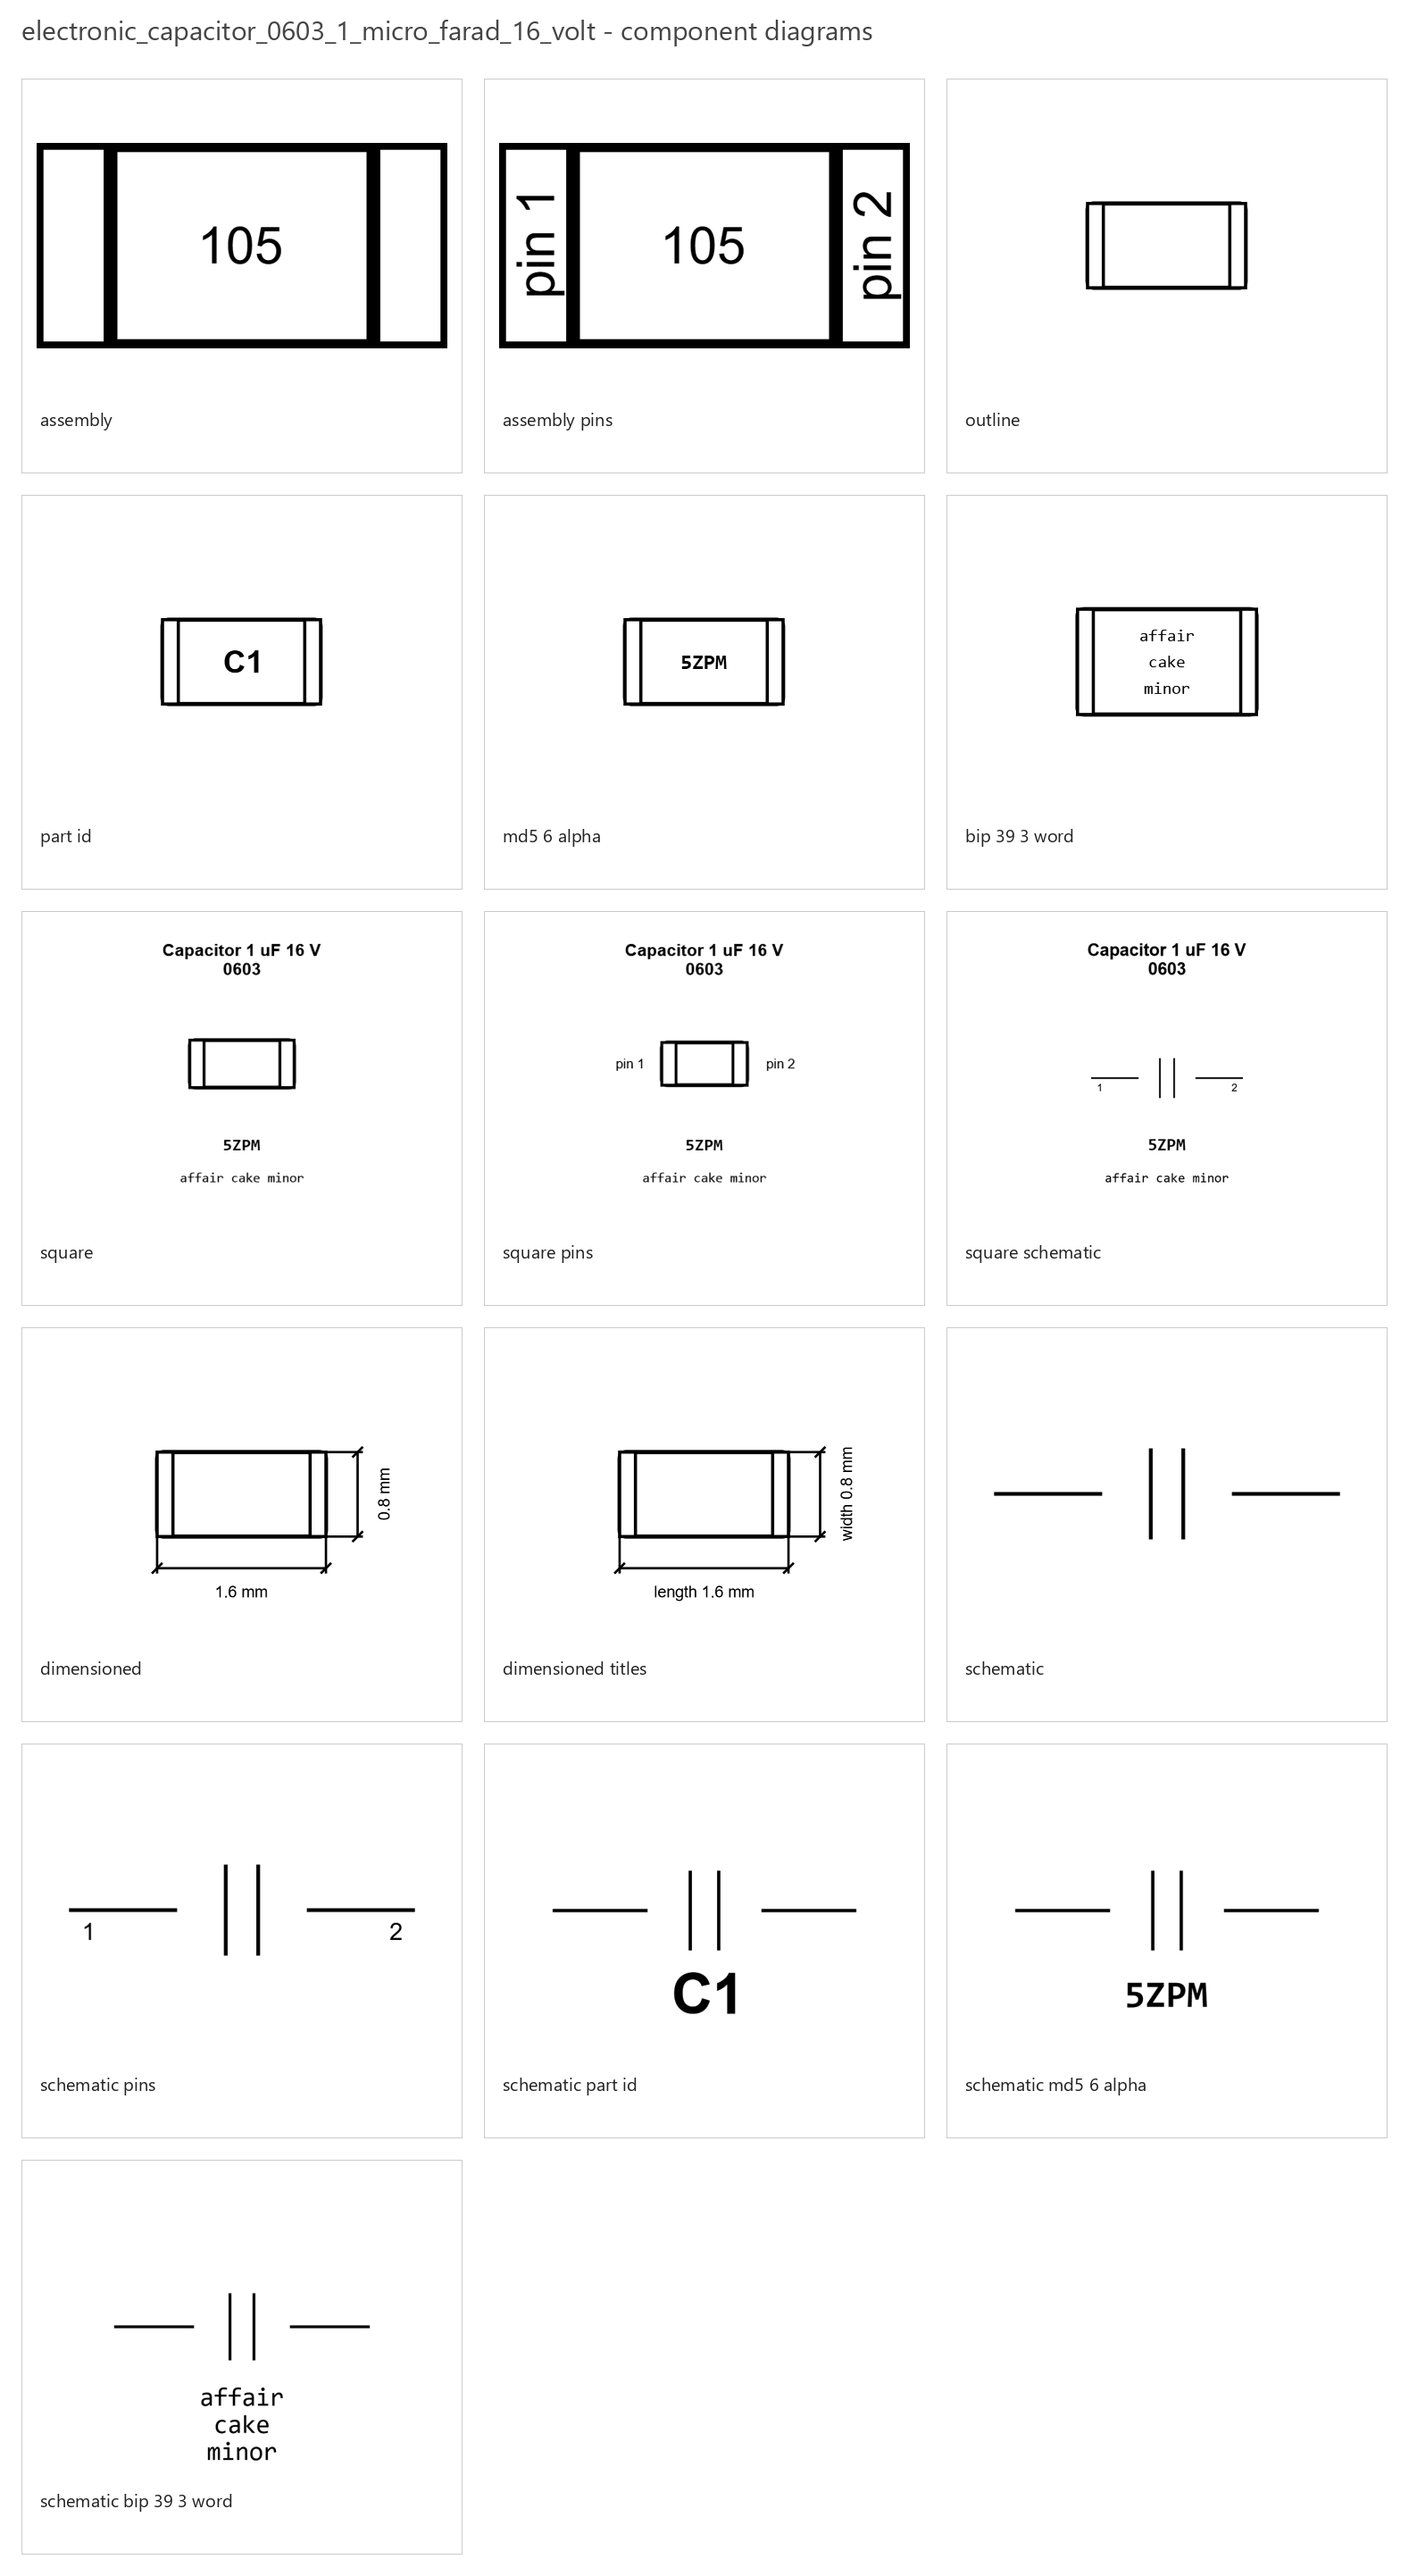 electronic_capacitor_0603_1_micro_farad_16_volt - component diagrams
105
assembly
pin 1
105
pin 2
assembly pins
outline
C1
part id
5ZPM
md5 6 alpha
affair
cake
minor
bip 39 3 word
Capacitor 1 uF 16 V
0603
5ZPM
affair cake minor
square
Capacitor 1 uF 16 V
0603
pin 1
pin 2
5ZPM
affair cake minor
square pins
Capacitor 1 uF 16 V
0603
1
2
5ZPM
affair cake minor
square schematic
0.8 mm
1.6 mm
dimensioned
width 0.8 mm
length 1.6 mm
dimensioned titles
schematic
1
2
schematic pins
C1
schematic part id
5ZPM
schematic md5 6 alpha
affair
cake
minor
schematic bip 39 3 word